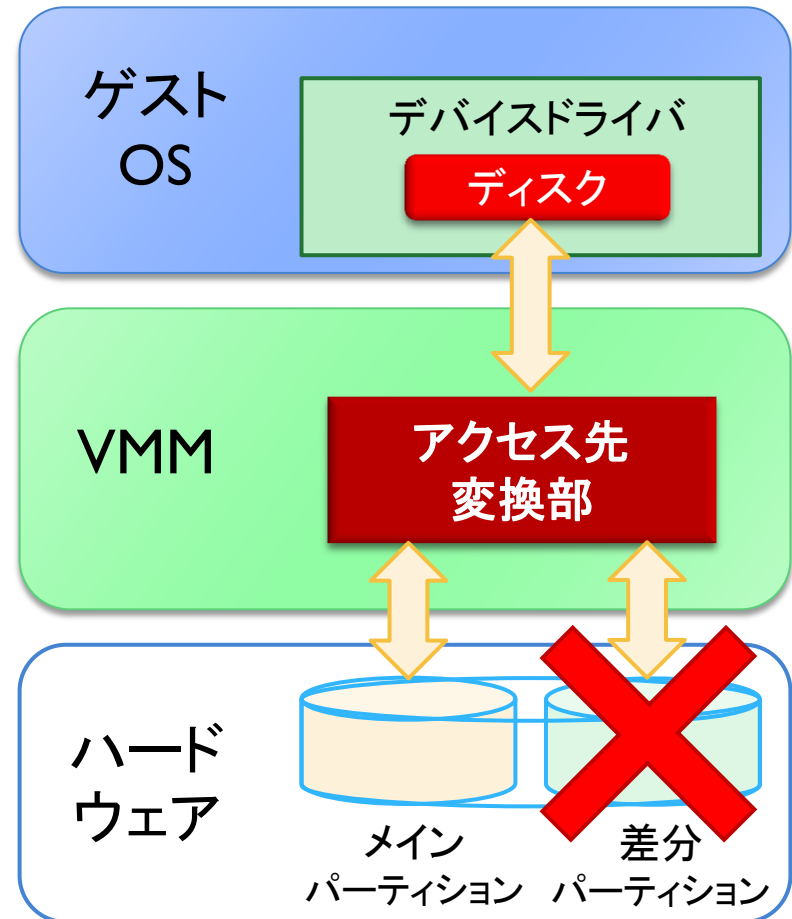 ゲスト
OS
デバイスドライバ
ディスク
VMM
アクセス先
変換部
ハード
ウェア
メイン
パーティション
差分
パーティション